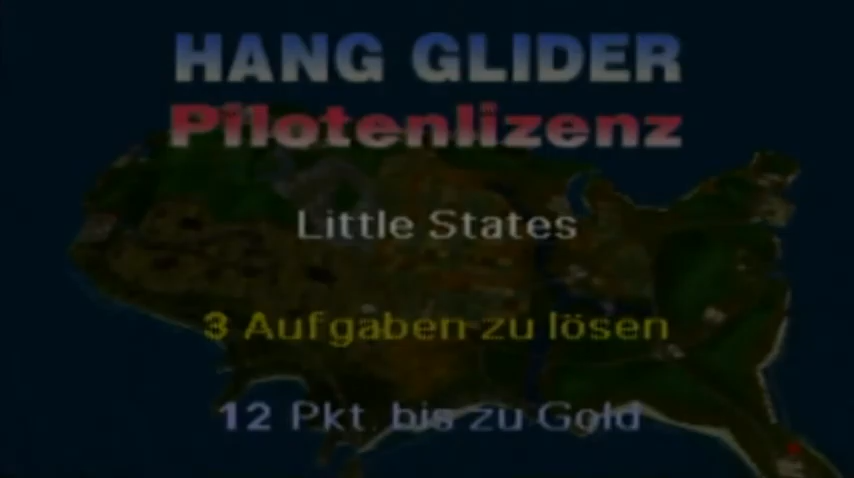 HANG GLIDER
Pilotenlizenz
Little States
3 Aufgaben zu lösen
12 Pkt. bis zu Gold